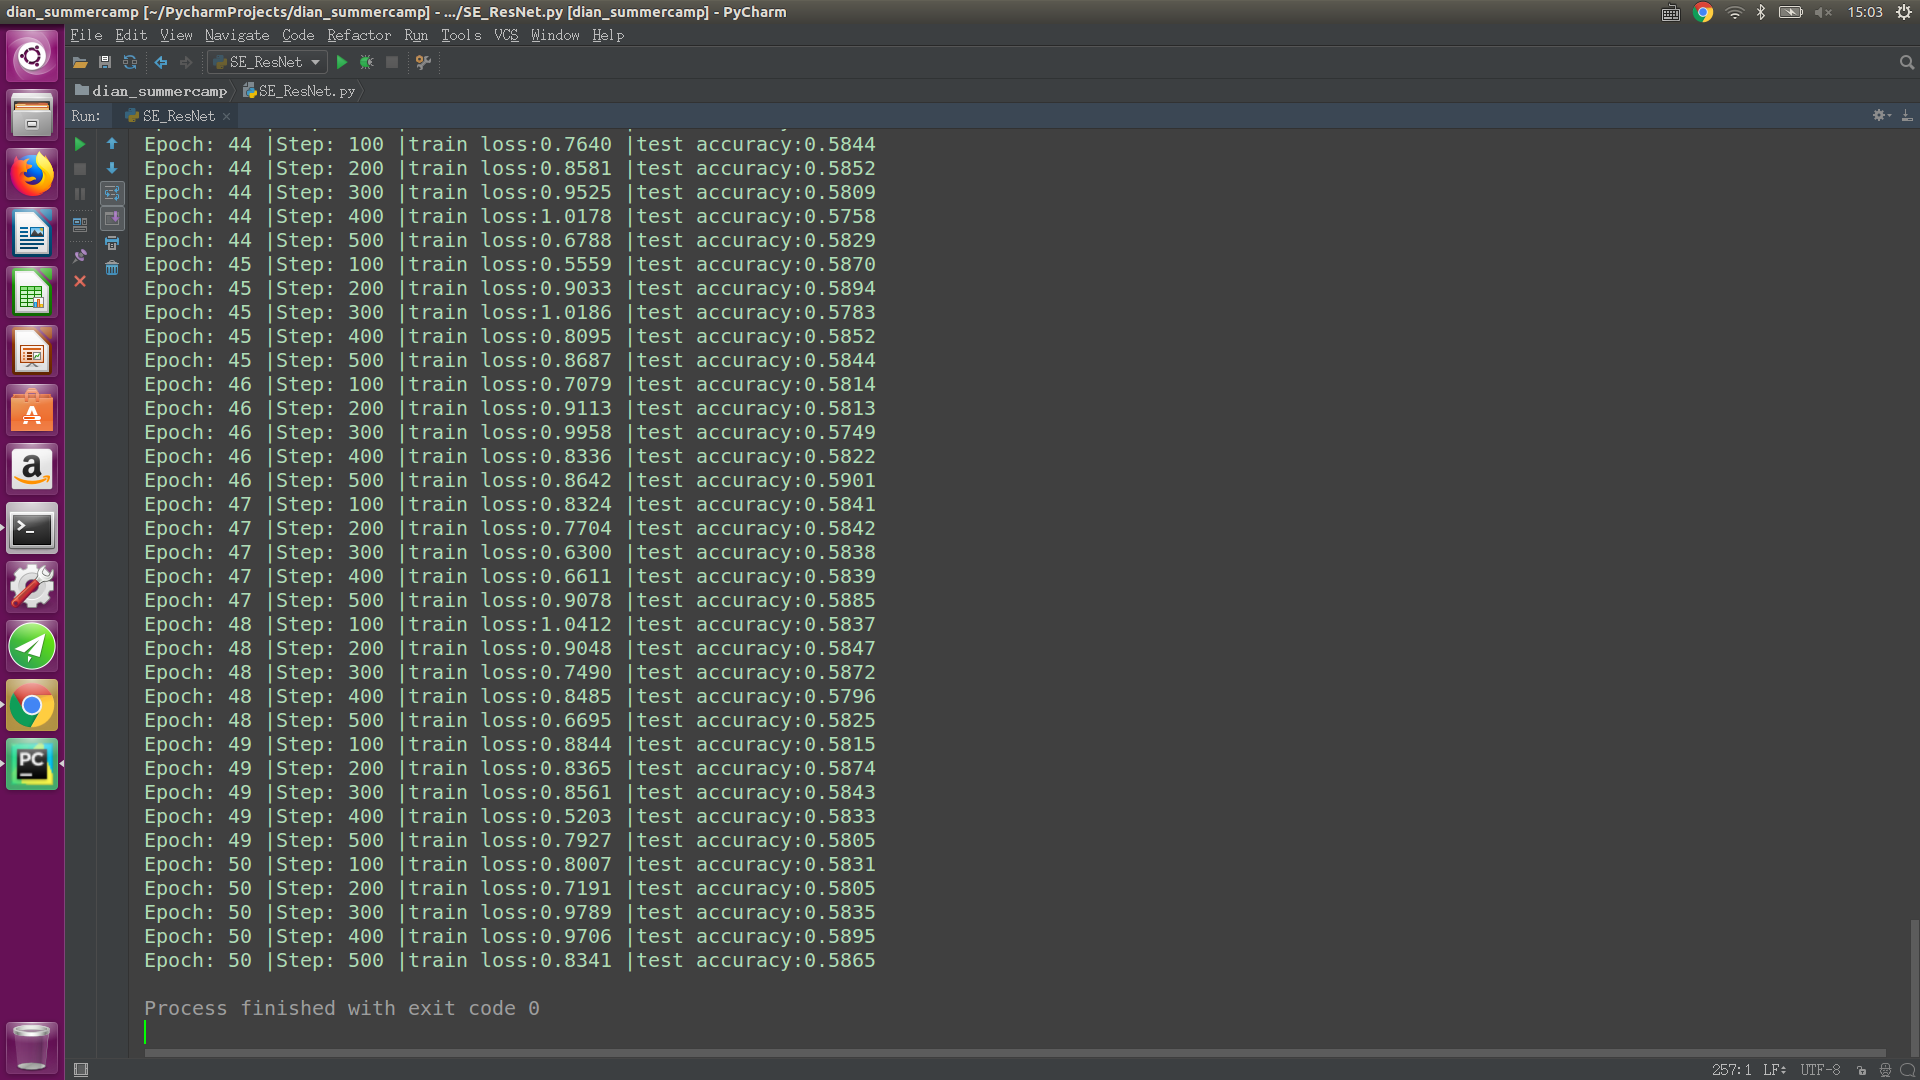 dian_summercamp [~/PycharmProjects/dian_summercamp] - .../SE_ResNet.py [dian_summercamp] - PyCharm
15:03
File Edit View Navigate Code Refactor Run Tools VCS Window Help
SE_ResNet
dian_summercamp SE_ResNet.py
Run: SE_ResNet
Epoch: 44 |Step: 100 |train loss:0.7640 |test accuracy:0.5844
Epoch: 44 |Step: 200 |train loss:0.8581 |test accuracy:0.5852
Epoch: 44 |Step: 300 |train loss:0.9525 |test accuracy:0.5809
Epoch: 44 |Step: 400 |train loss:1.0178 |test accuracy:0.5758
Epoch: 44 |Step: 500 |train loss:0.6788 |test accuracy:0.5829
Epoch: 45 |Step: 100 |train loss:0.5559 |test accuracy:0.5870
Epoch: 45 |Step: 200 |train loss:0.9033 |test accuracy:0.5894
Epoch: 45 |Step: 300 |train loss:1.0186 |test accuracy:0.5783
Epoch: 45 |Step: 400 |train loss:0.8095 |test accuracy:0.5852
Epoch: 45 |Step: 500 |train loss:0.8687 |test accuracy:0.5844
Epoch: 46 |Step: 100 |train loss:0.7079 |test accuracy:0.5814
Epoch: 46 |Step: 200 |train loss:0.9113 |test accuracy:0.5813
Epoch: 46 |Step: 300 |train loss:0.9958 |test accuracy:0.5749
Epoch: 46 |Step: 400 |train loss:0.8336 |test accuracy:0.5822
Epoch: 46 |Step: 500 |train loss:0.8642 |test accuracy:0.5901
Epoch: 47 |Step: 100 |train loss:0.8324 |test accuracy:0.5841
Epoch: 47 |Step: 200 |train loss:0.7704 |test accuracy:0.5842
Epoch: 47 |Step: 300 |train loss:0.6300 |test accuracy:0.5838
Epoch: 47 |Step: 400 |train loss:0.6611 |test accuracy:0.5839
Epoch: 47 |Step: 500 |train loss:0.9078 |test accuracy:0.5885
Epoch: 48 |Step: 100 |train loss:1.0412 |test accuracy:0.5837
Epoch: 48 |Step: 200 |train loss:0.9048 |test accuracy:0.5847
Epoch: 48 |Step: 300 |train loss:0.7490 |test accuracy:0.5872
Epoch: 48 |Step: 400 |train loss:0.8485 |test accuracy:0.5796
Epoch: 48 |Step: 500 |train loss:0.6695 |test accuracy:0.5825
Epoch: 49 |Step: 100 |train loss:0.8844 |test accuracy:0.5815
Epoch: 49 |Step: 200 |train loss:0.8365 |test accuracy:0.5874
Epoch: 49 |Step: 300 |train loss:0.8561 |test accuracy:0.5843
Epoch: 49 |Step: 400 |train loss:0.5203 |test accuracy:0.5833
Epoch: 49 |Step: 500 |train loss:0.7927 |test accuracy:0.5805
Epoch: 50 |Step: 100 |train loss:0.8007 |test accuracy:0.5831
Epoch: 50 |Step: 200 |train loss:0.7191 |test accuracy:0.5805
Epoch: 50 |Step: 300 |train loss:0.9789 |test accuracy:0.5835
Epoch: 50 |Step: 400 |train loss:0.9706 |test accuracy:0.5895
Epoch: 50 |Step: 500 |train loss:0.8341 |test accuracy:0.5865
Process finished with exit code 0
257:1 LF UTF-8